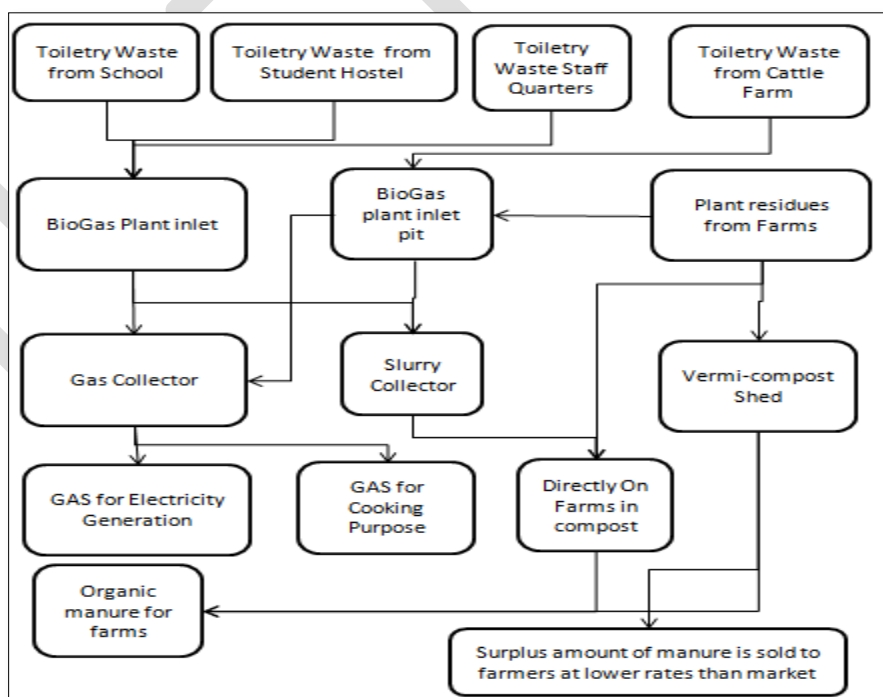 Toiletry Waste
from School
Toiletry Waste from
Student Hostel
Toiletry
Waste Staff
Quarters
Toiletry Waste
from Cattle
Farm
BioGas Plant inlet
BioGas
plant inlet
pit
Plant residues
from Farms
Gas Collector
Slurry
Collector
Vermi-compost
Shed
GAS for Electricity
Generation
GAS for
Cooking
Purpose
Directly On
Farms in
compost
Organic
manure for
farms
Surplus amount of manure is sold to
farmers at lower rates than market